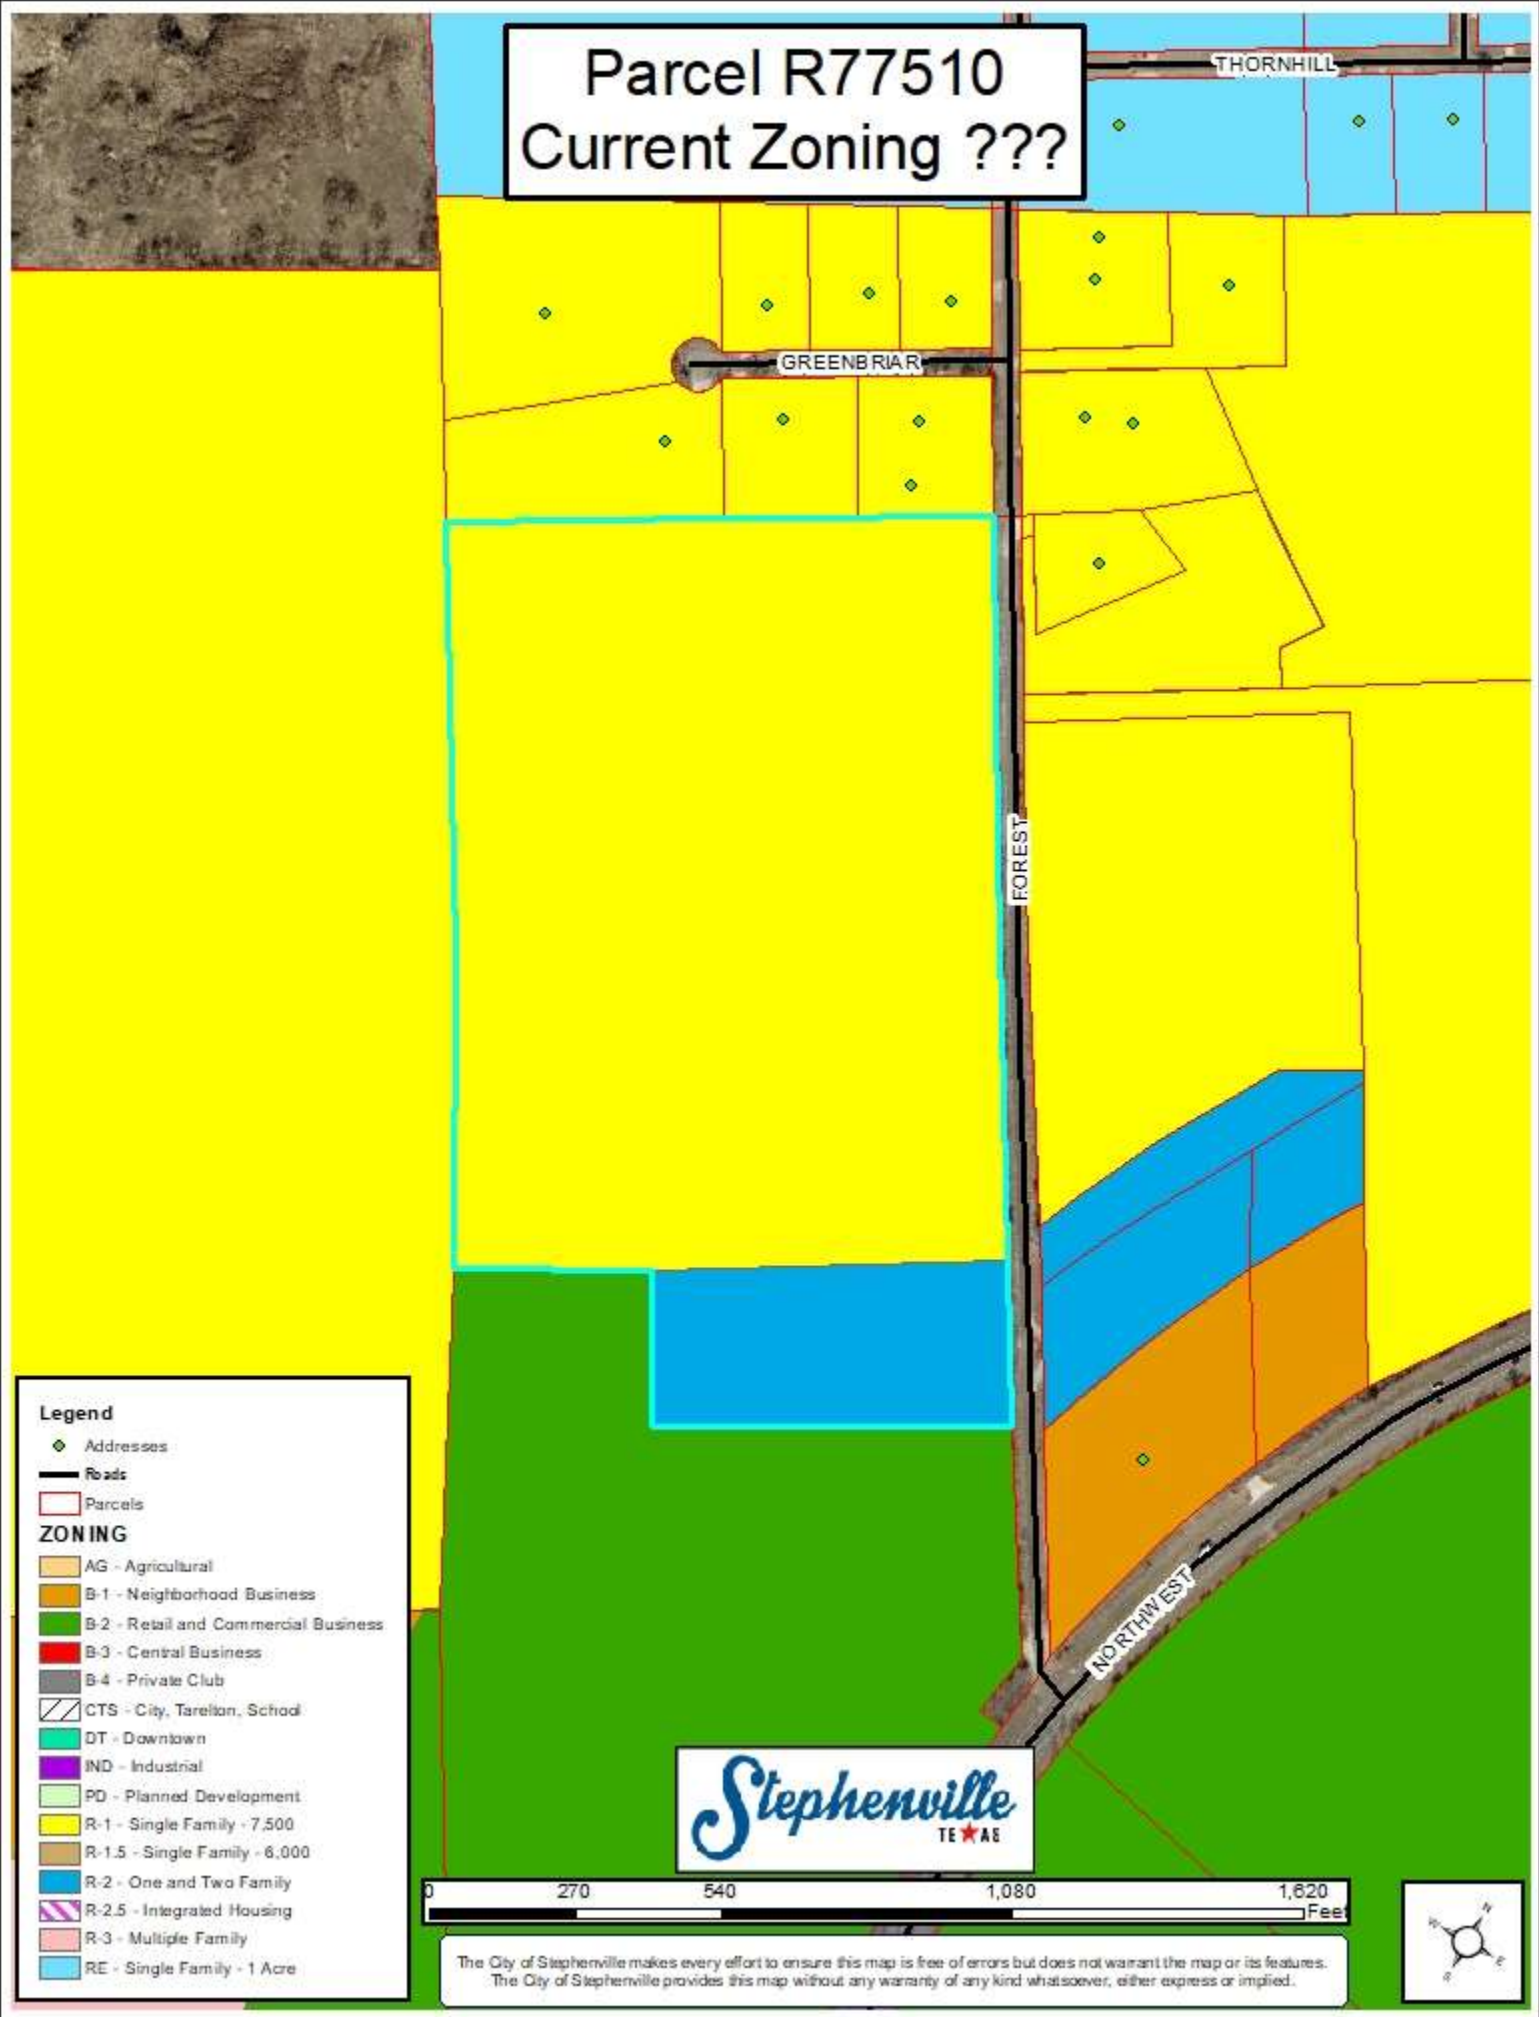 Parcel R77510
Current Zoning ???
THORNHILL
GREENBRIAR
FOREST
NORTHWEST
Legend
Addresses
Roads
Parcels
ZONING
AG - Agricultural
B-1 - Neighborhood Business
B-2 - Retail and Commercial Business
B-3 - Central Business
B-4 - Private Club
CTS - City, Tarelton, School
DT - Downtown
IND - Industrial
PD - Planned Development
R-1 - Single Family - 7,500
R-1.5 - Single Family - 6,000
R-2 - One and Two Family
R-2.5 - Integrated Housing
R-3 - Multiple Family
RE - Single Family - 1 Acre
Stephenville
TEXAS
0 270 540 1,080 1,620
Feet
The City of Stephenville makes every effort to ensure this map is free of errors but does not warrant the map or its features.
The City of Stephenville provides this map without any warranty of any kind whatsoever, either express or implied.
N
W
E
S